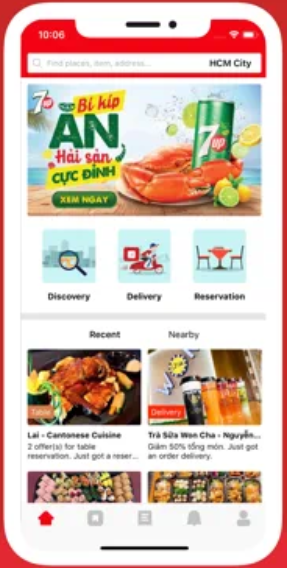 10:06
Find places, item, address...
HCM City
7up
Bí kíp
ĂN
Hải sản
CỰC ĐỈNH
XEM NGAY
7up
Discovery
Delivery
Reservation
Recent
Nearby
Table
Delivery
Lai - Cantonese Cuisine
2 offer(s) for table
reservation. Just got a reser...
Trà Sữa Won Cha - Nguyễn...
Giảm 50% tổng món. Just got
an order delivery.